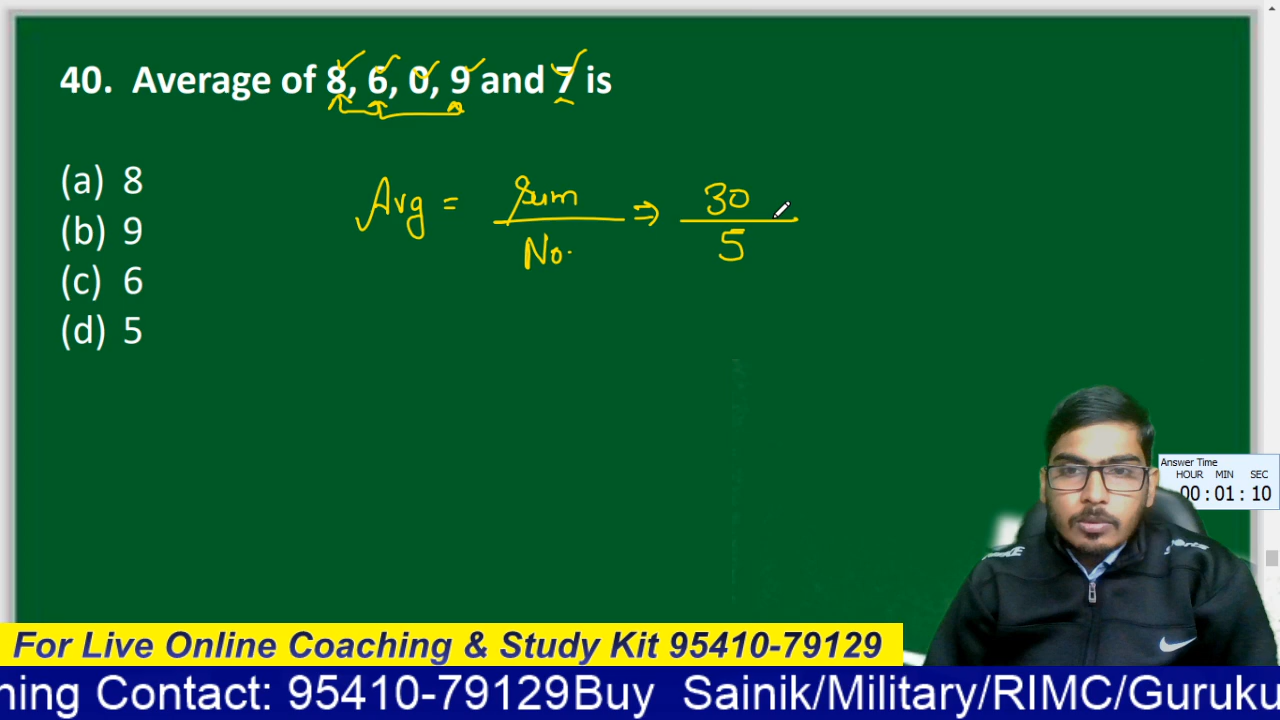 40. Average of 8, 6, 0, 9 and 7 is
(a) 8
(b) 9
(c) 6
(d) 5
Avg = Sum / No. ⇒ 30 / 5
Answer Time
HOUR MIN SEC
00:01:10
For Live Online Coaching & Study Kit 95410-79129
ning Contact: 95410-79129Buy Sainik/Military/RIMC/Guruku